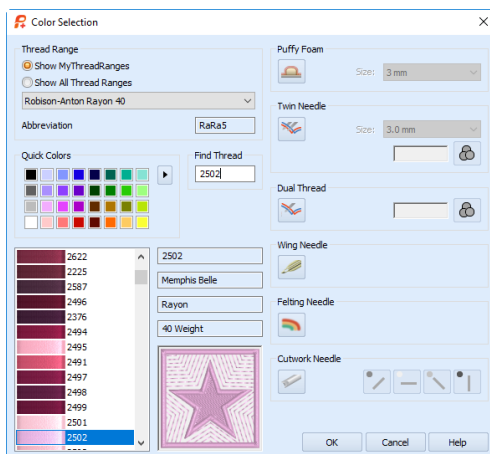 Color Selection
Thread Range
Show MyThreadRanges
Show All Thread Ranges
Robison-Anton Rayon 40
Abbreviation
RaRa5
Quick Colors
Find Thread
2502
2622
2225
2587
2496
2376
2494
2495
2491
2497
2498
2499
2501
2502
2502
Memphis Belle
Rayon
40 Weight
Puffy Foam
Size: 3 mm
Twin Needle
Size: 3.0 mm
Dual Thread
Wing Needle
Felting Needle
Cutwork Needle
OK
Cancel
Help